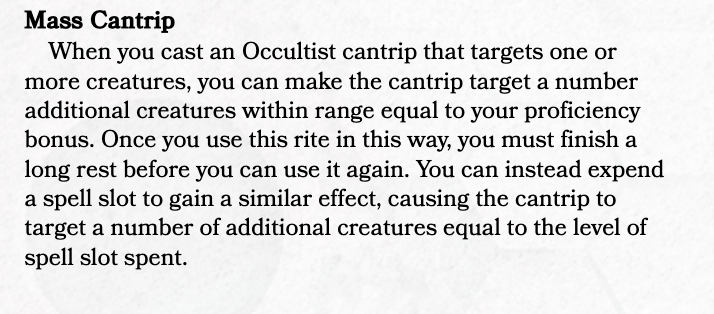 Mass Cantrip
When you cast an Occultist cantrip that targets one or
more creatures, you can make the cantrip target a number
additional creatures within range equal to your proficiency
bonus. Once you use this rite in this way, you must finish a
long rest before you can use it again. You can instead expend
a spell slot to gain a similar effect, causing the cantrip to
target a number of additional creatures equal to the level of
spell slot spent.